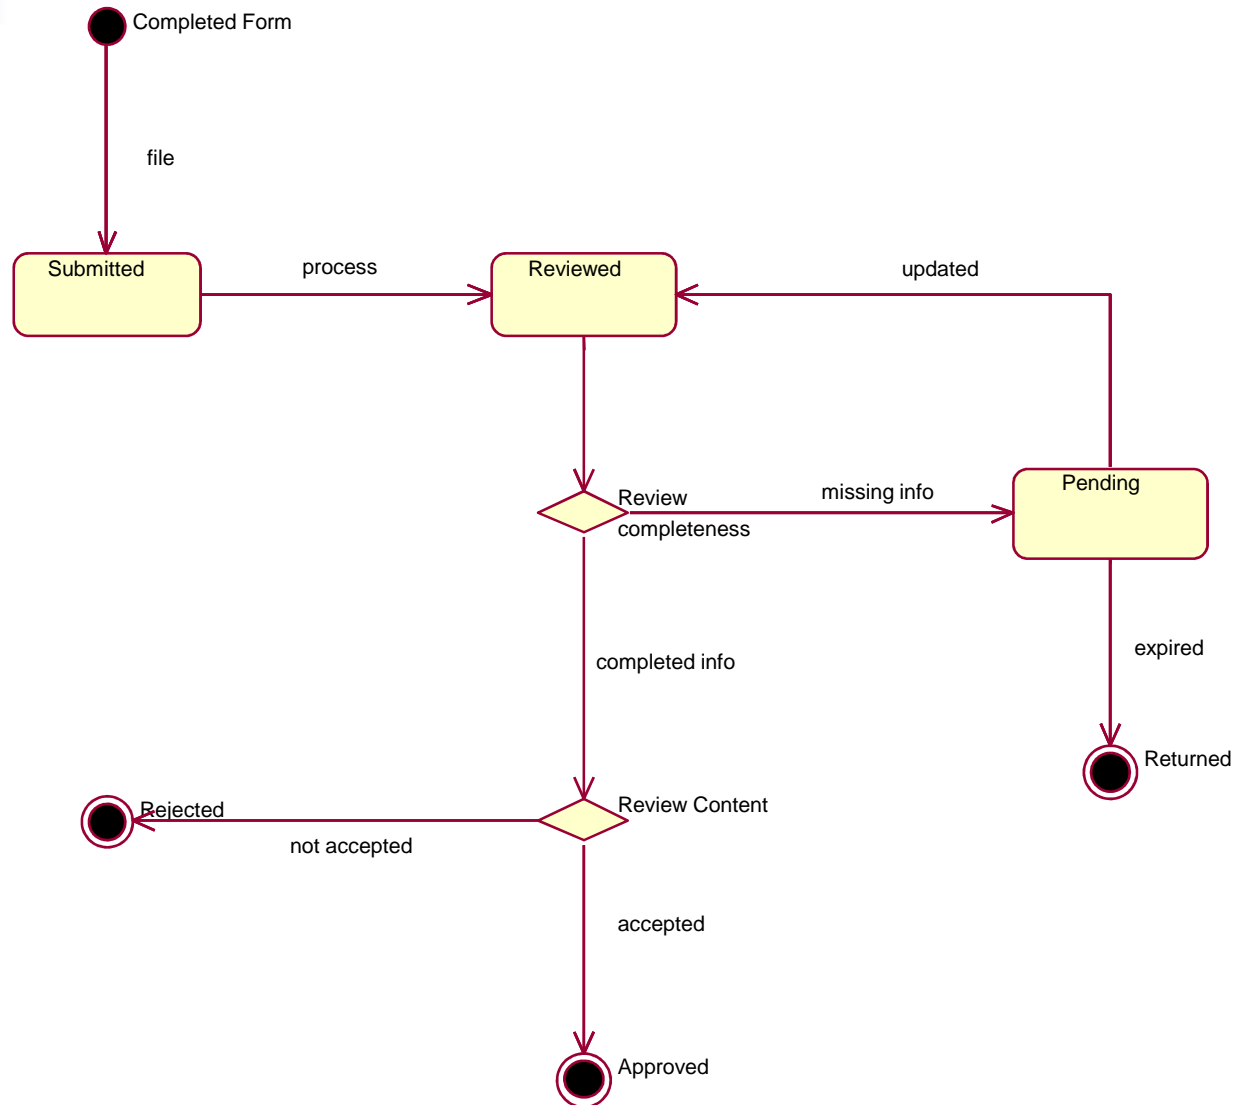 Completed Form
file
Submitted
process
Reviewed
updated
Review
completeness
missing info
Pending
completed info
expired
Returned
Rejected
Review Content
not accepted
accepted
Approved